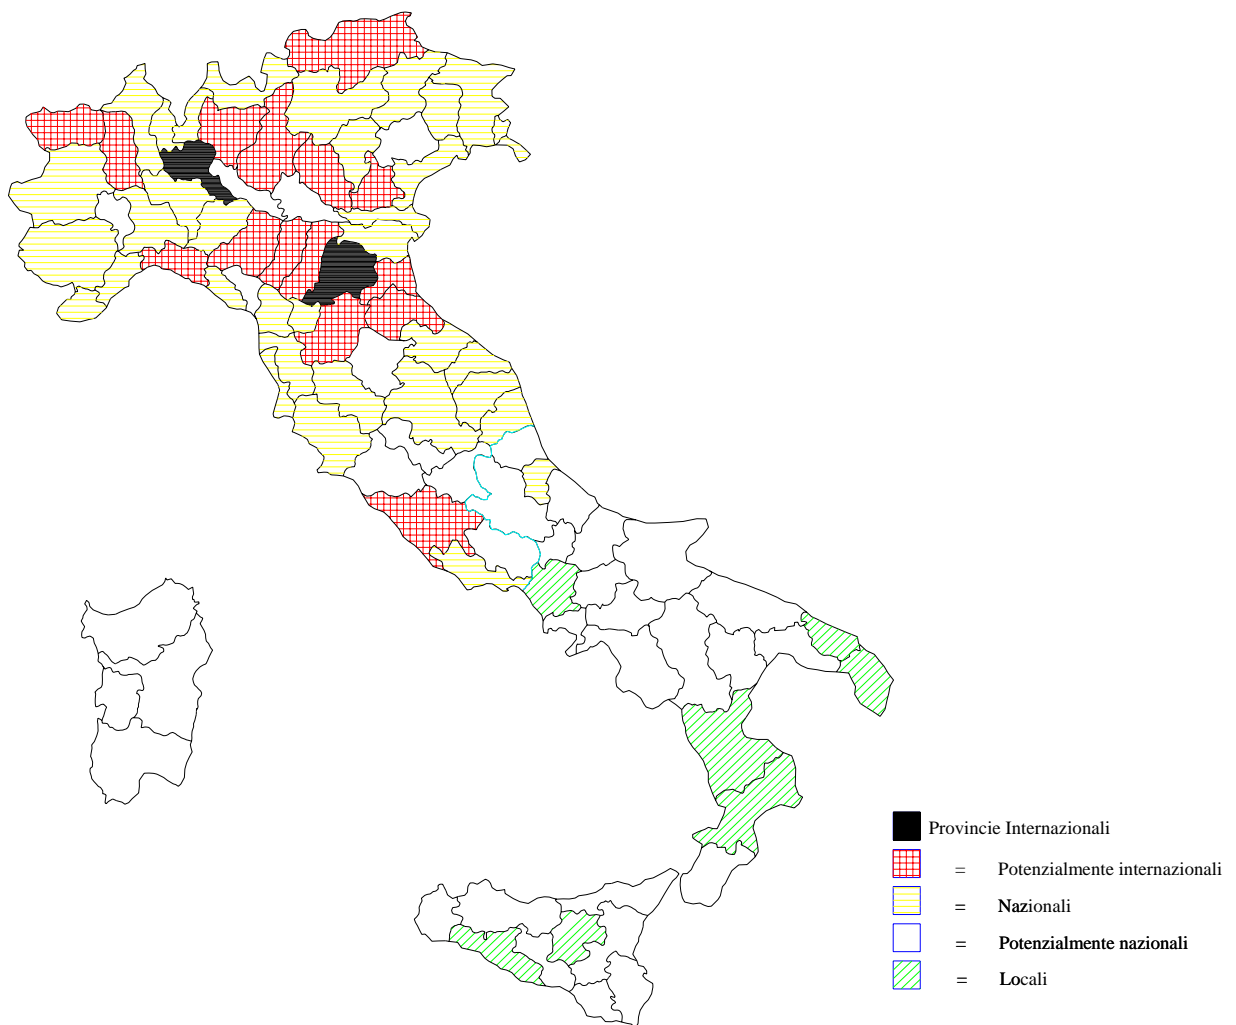 Provincie Internazionali
= Potenzialmente internazionali
= Nazionali
= Potenzialmente nazionali
= Locali